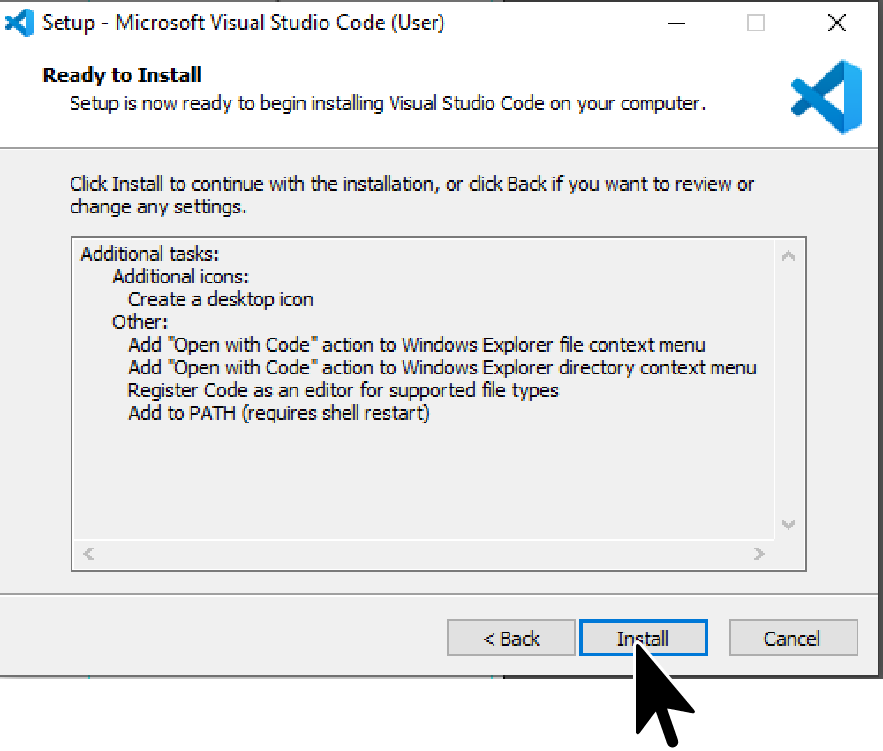 Setup - Microsoft Visual Studio Code (User)
Ready to Install
Setup is now ready to begin installing Visual Studio Code on your computer.
Click Install to continue with the installation, or click Back if you want to review or
change any settings.
Additional tasks:
Additional icons:
Create a desktop icon
Other:
Add "Open with Code" action to Windows Explorer file context menu
Add "Open with Code" action to Windows Explorer directory context menu
Register Code as an editor for supported file types
Add to PATH (requires shell restart)
< Back
Install
Cancel